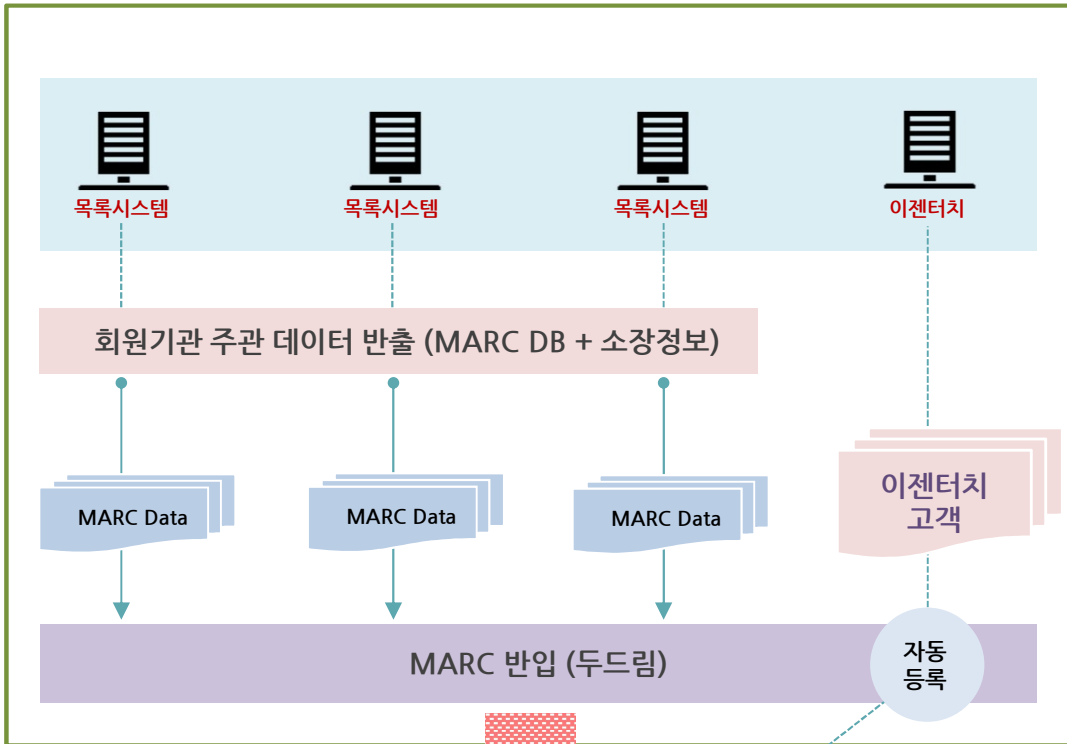 목록시스템
목록시스템
목록시스템
이젠터치
회원기관 주관 데이터 반출 (MARC DB + 소장정보)
MARC Data
MARC Data
MARC Data
이젠터치
고객
MARC 반입 (두드림)
자동
등록